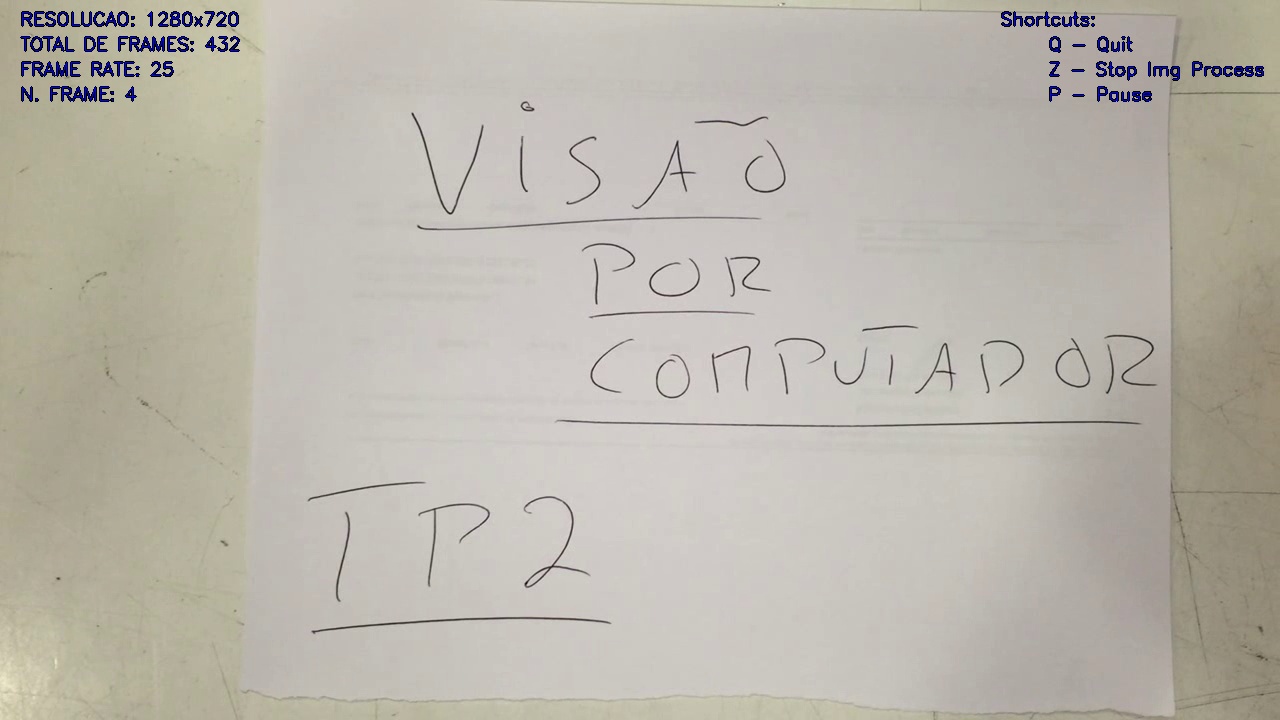 RESOLUCAO: 1280x720
TOTAL DE FRAMES: 432
FRAME RATE: 25
N. FRAME: 4
Shortcuts:
Q - Quit
Z - Stop Img Process
P - Pause
VISÃO
POR
COMPUTADOR
TP2